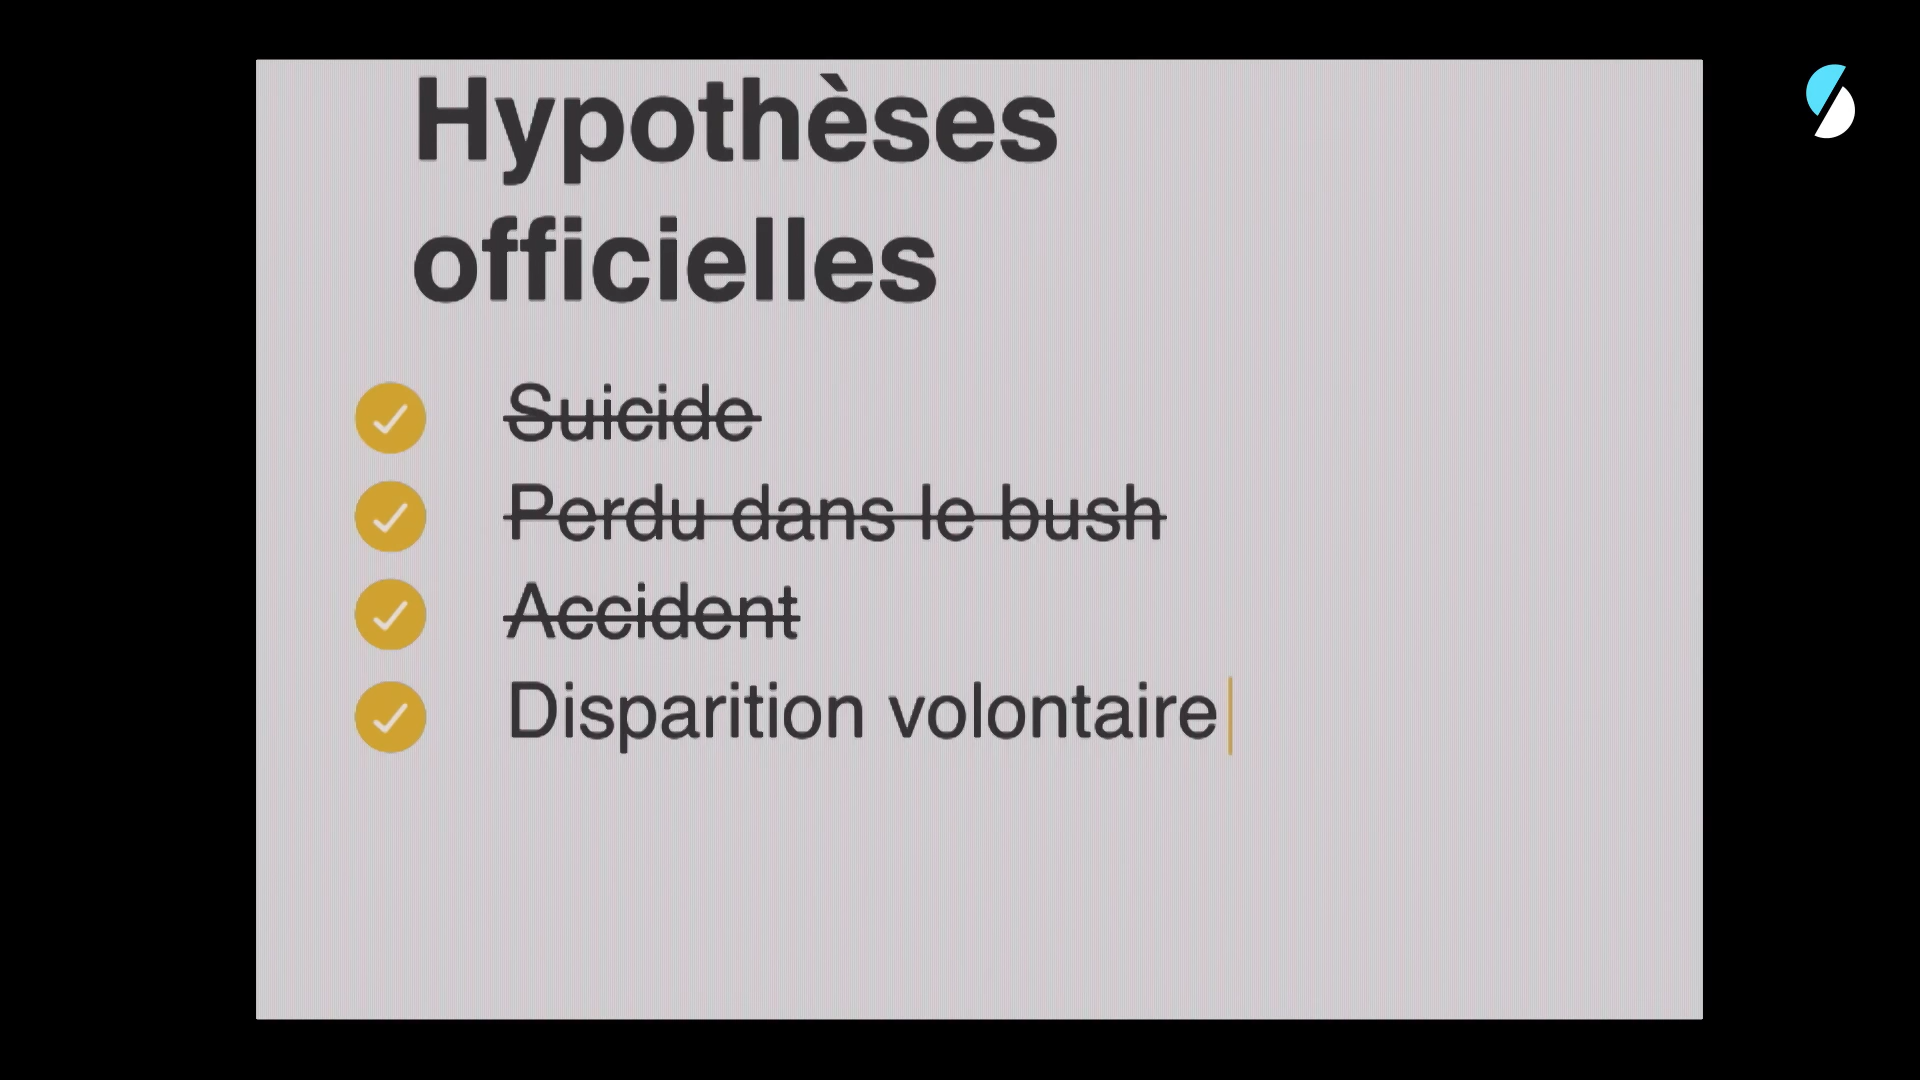 Hypothèses
officielles
Suicide
Perdu dans le bush
Accident
Disparition volontaire